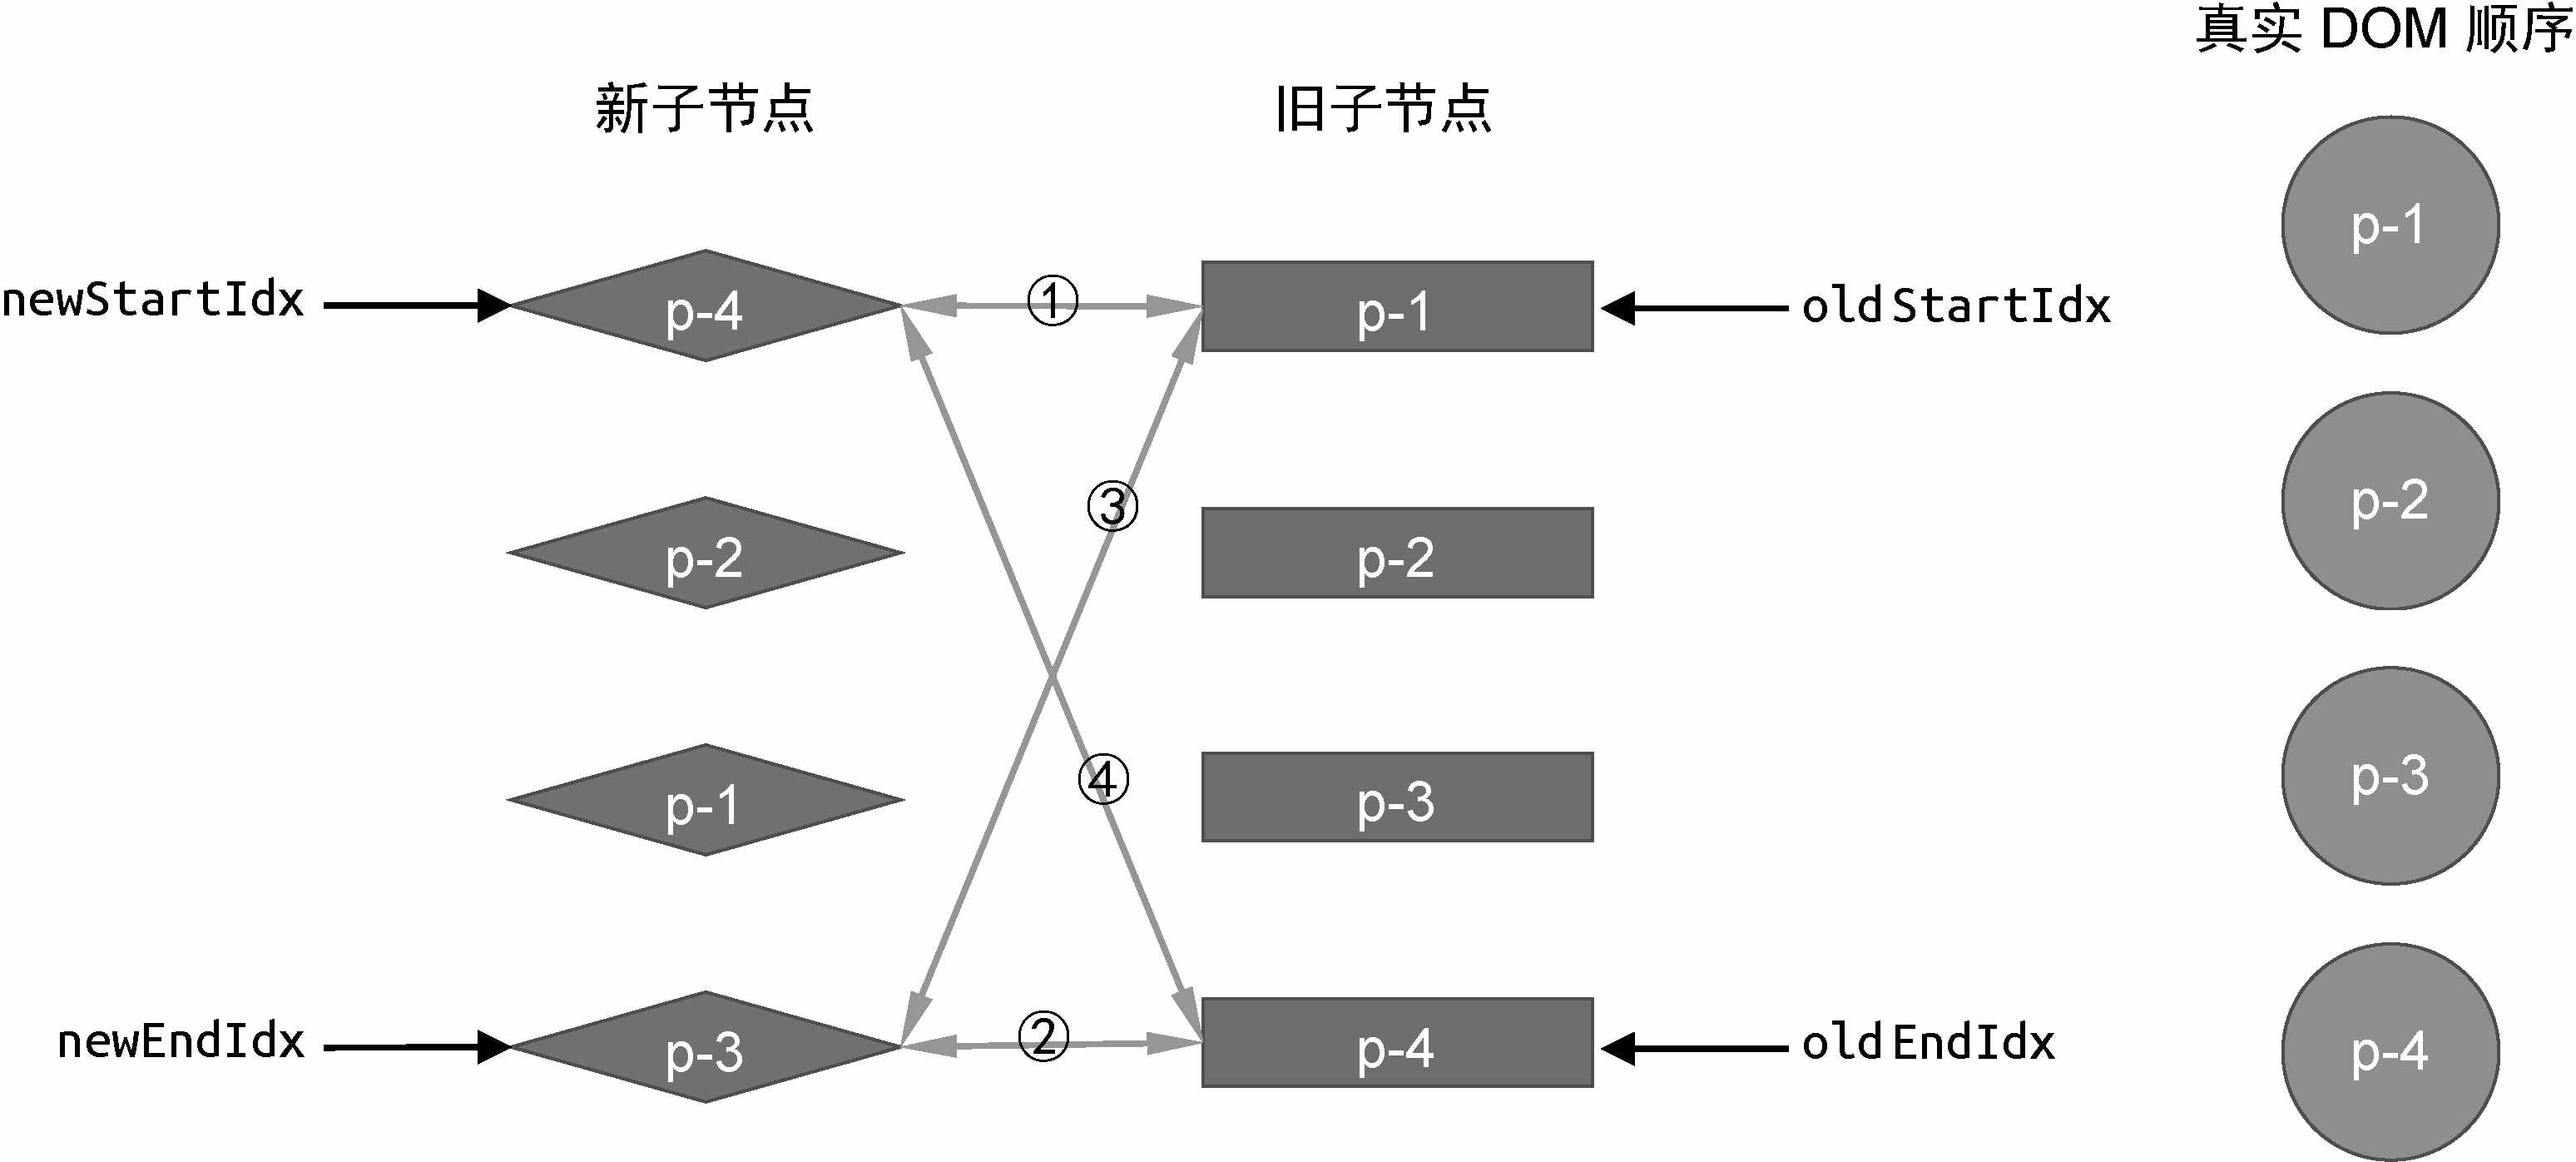 真实 DOM 顺序
新子节点
旧子节点
p-1
newStartIdx
p-4
①
p-1
oldStartIdx
③
p-2
p-2
p-2
④
p-1
p-3
p-3
newEndIdx
p-3
②
p-4
oldEndIdx
p-4